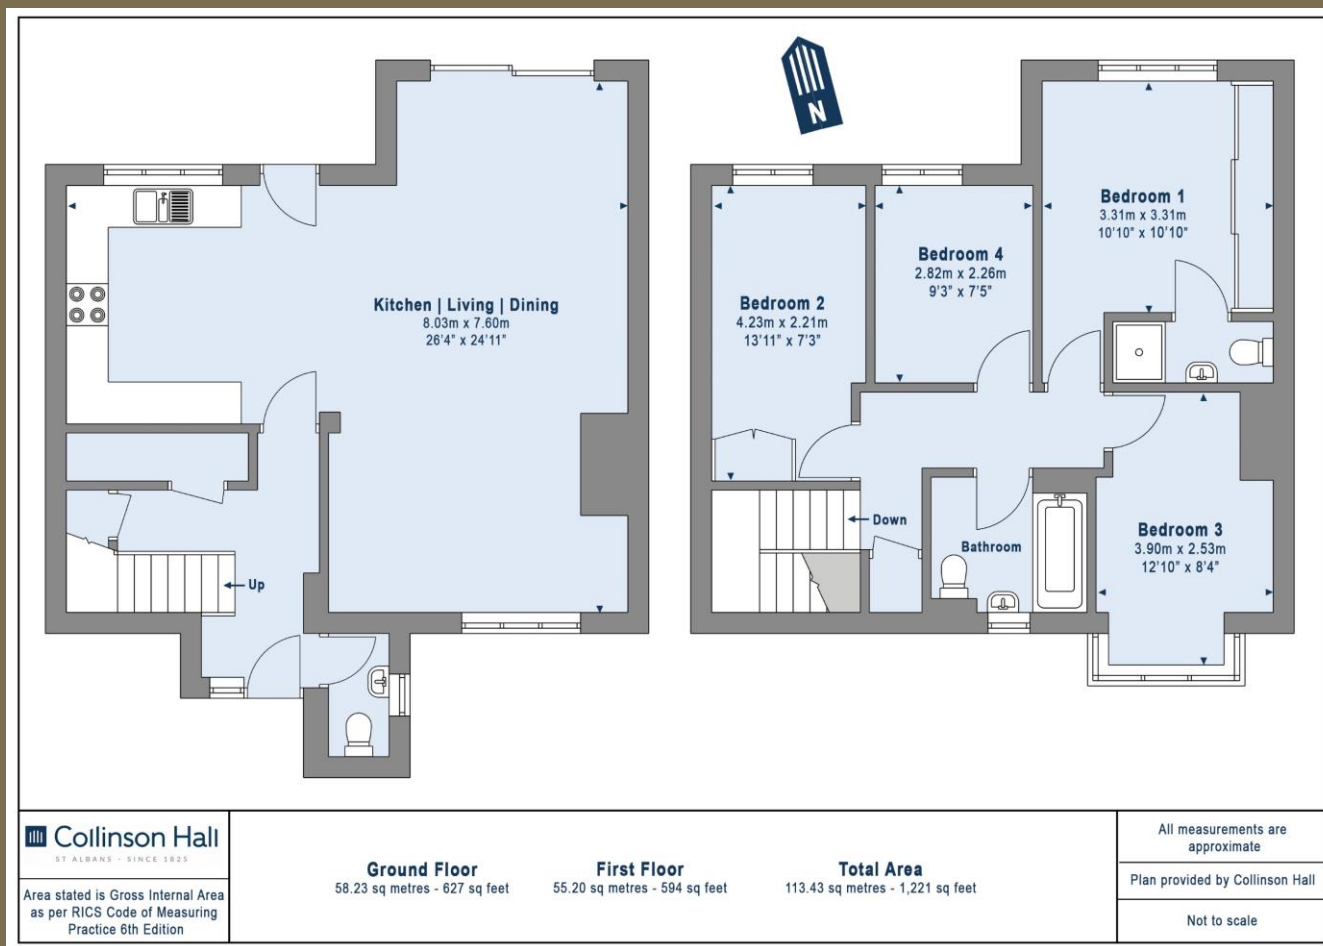 N
Kitchen | Living | Dining
8.03m x 7.60m
26'4" x 24'11"
Up
Bedroom 1
3.31m x 3.31m
10'10" x 10'10"
Bedroom 4
2.82m x 2.26m
9'3" x 7'5"
Bedroom 2
4.23m x 2.21m
13'11" x 7'3"
Down
Bathroom
Bedroom 3
3.90m x 2.53m
12'10" x 8'4"
Collinson Hall
ST ALBANS - SINCE 1825
Area stated is Gross Internal Area
as per RICS Code of Measuring
Practice 6th Edition
Ground Floor
58.23 sq metres - 627 sq feet
First Floor
55.20 sq metres - 594 sq feet
Total Area
113.43 sq metres - 1,221 sq feet
All measurements are
approximate
Plan provided by Collinson Hall
Not to scale